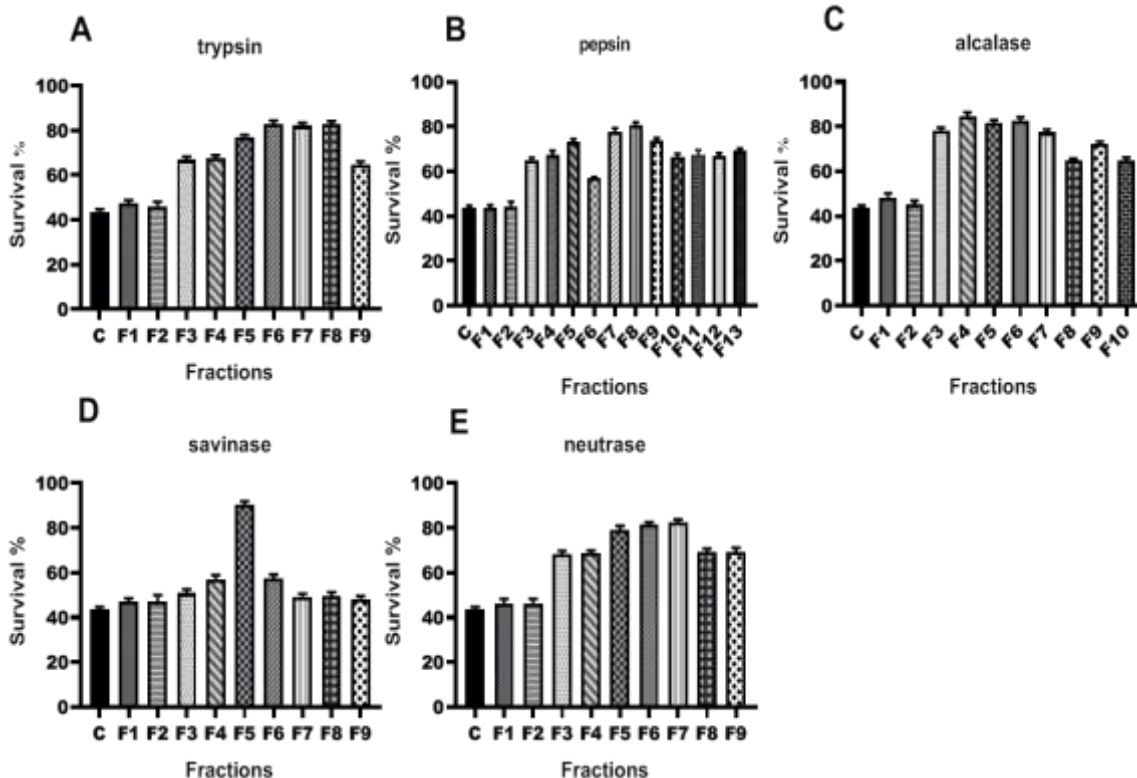 A
trypsin
Survival %
100
80
60
40
20
0
C F1 F2 F3 F4 F5 F6 F7 F8 F9
Fractions
B
pepsin
Survival %
100
80
60
40
20
0
C F1 F2 F3 F4 F5 F6 F7 F8 F9 F10 F11 F12 F13
Fractions
C
alcalase
Survival %
100
80
60
40
20
0
C F1 F2 F3 F4 F5 F6 F7 F8 F9 F10
Fractions
D
savinase
Survival %
100
80
60
40
20
0
C F1 F2 F3 F4 F5 F6 F7 F8 F9
Fractions
E
neutrase
Survival %
100
80
60
40
20
0
C F1 F2 F3 F4 F5 F6 F7 F8 F9
Fractions